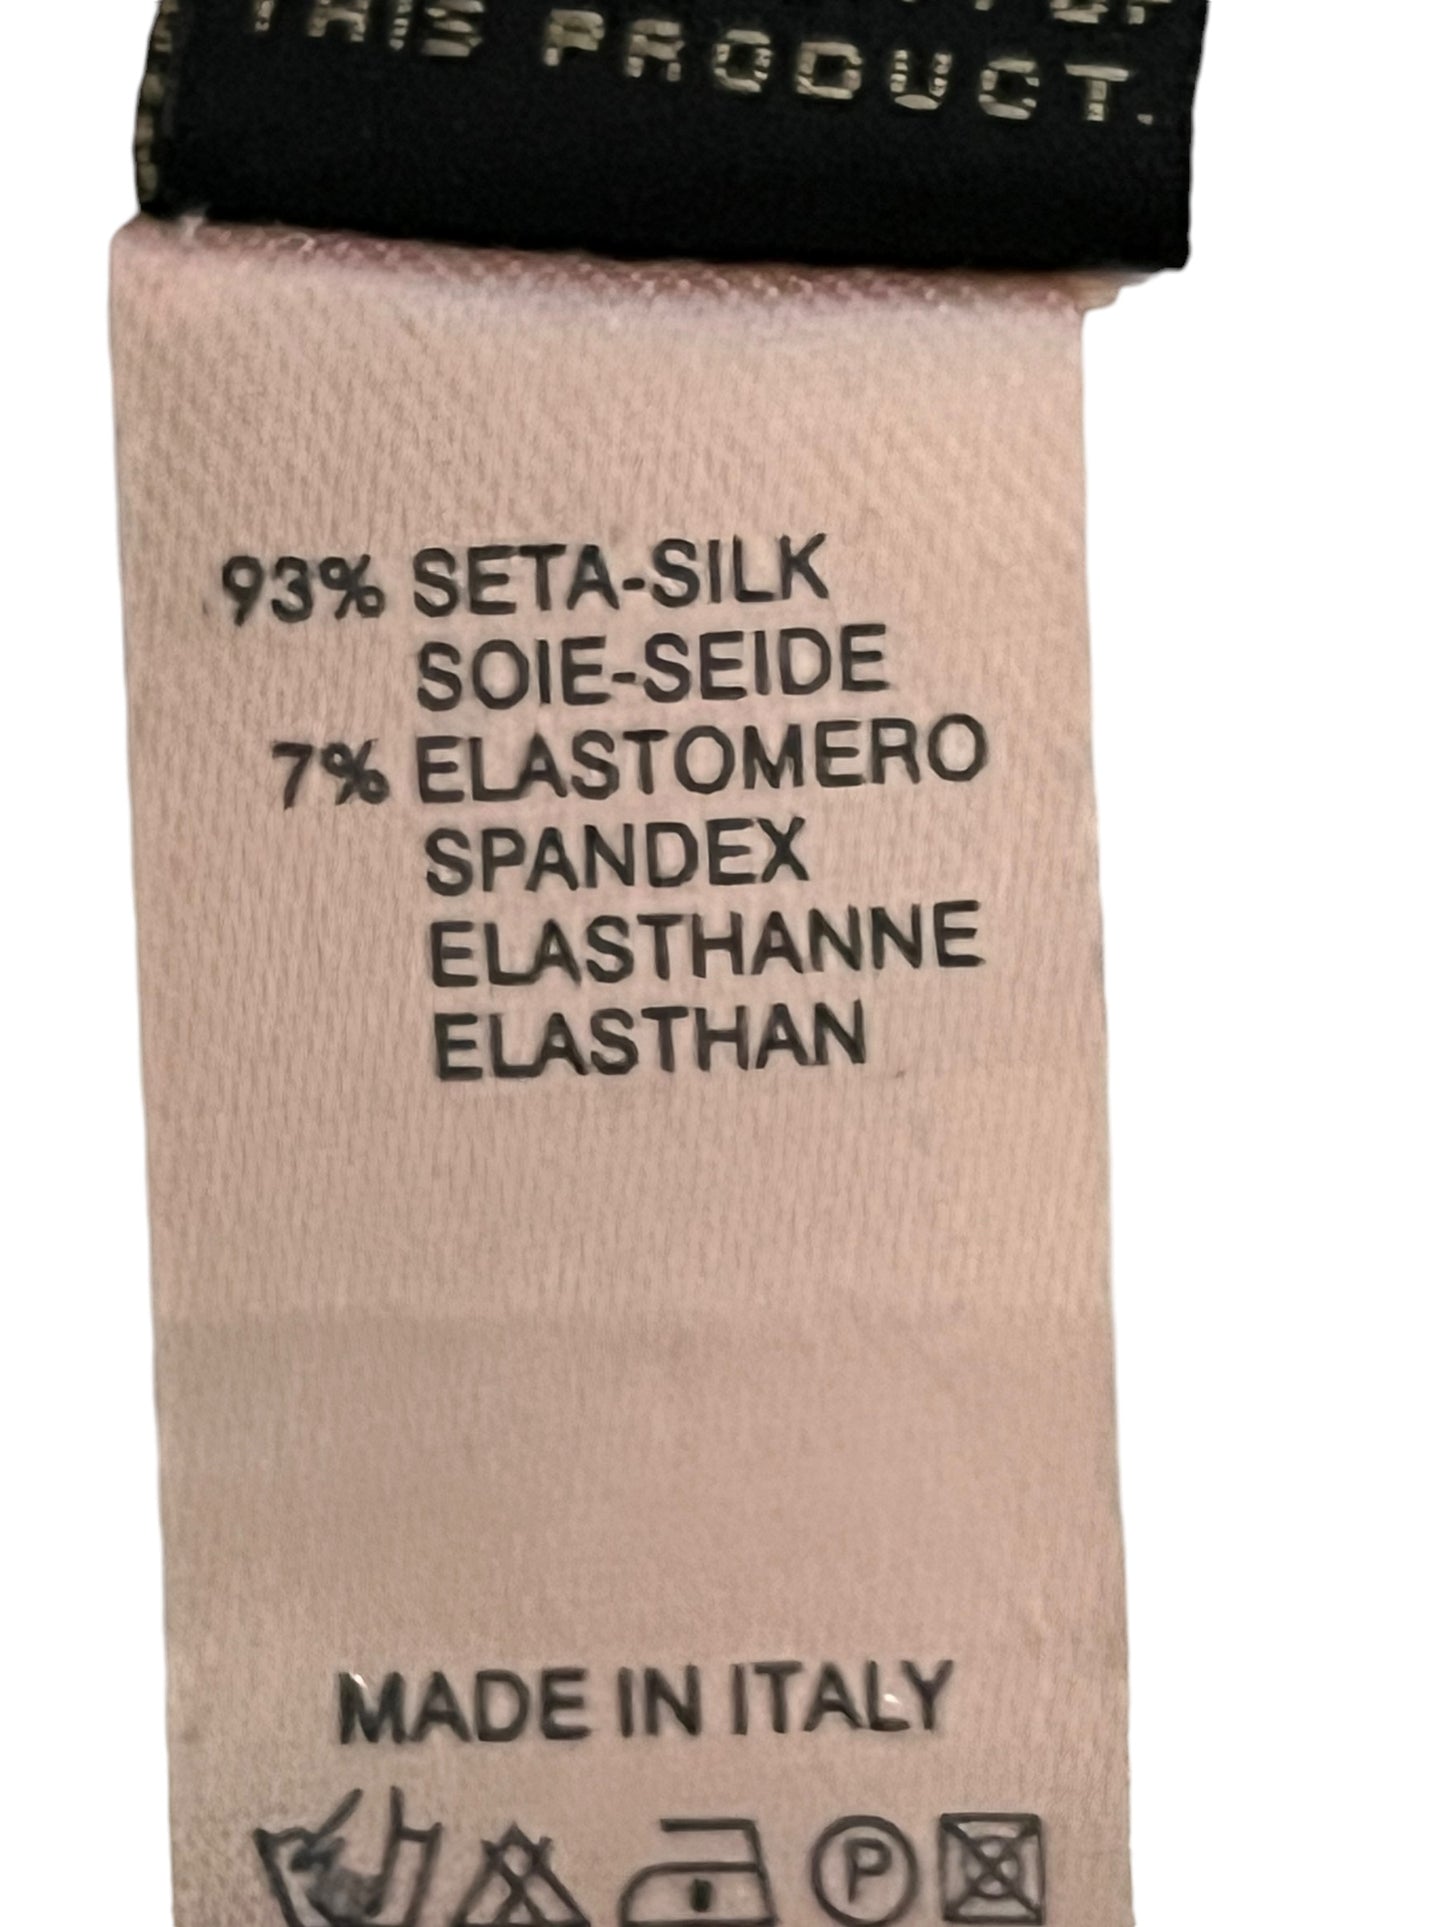 THIS PRODUCT.
93% SETA-SILK
SOIE-SEIDE
7% ELASTOMERO
SPANDEX
ELASTHANNE
ELASTHAN
MADE IN ITALY
P